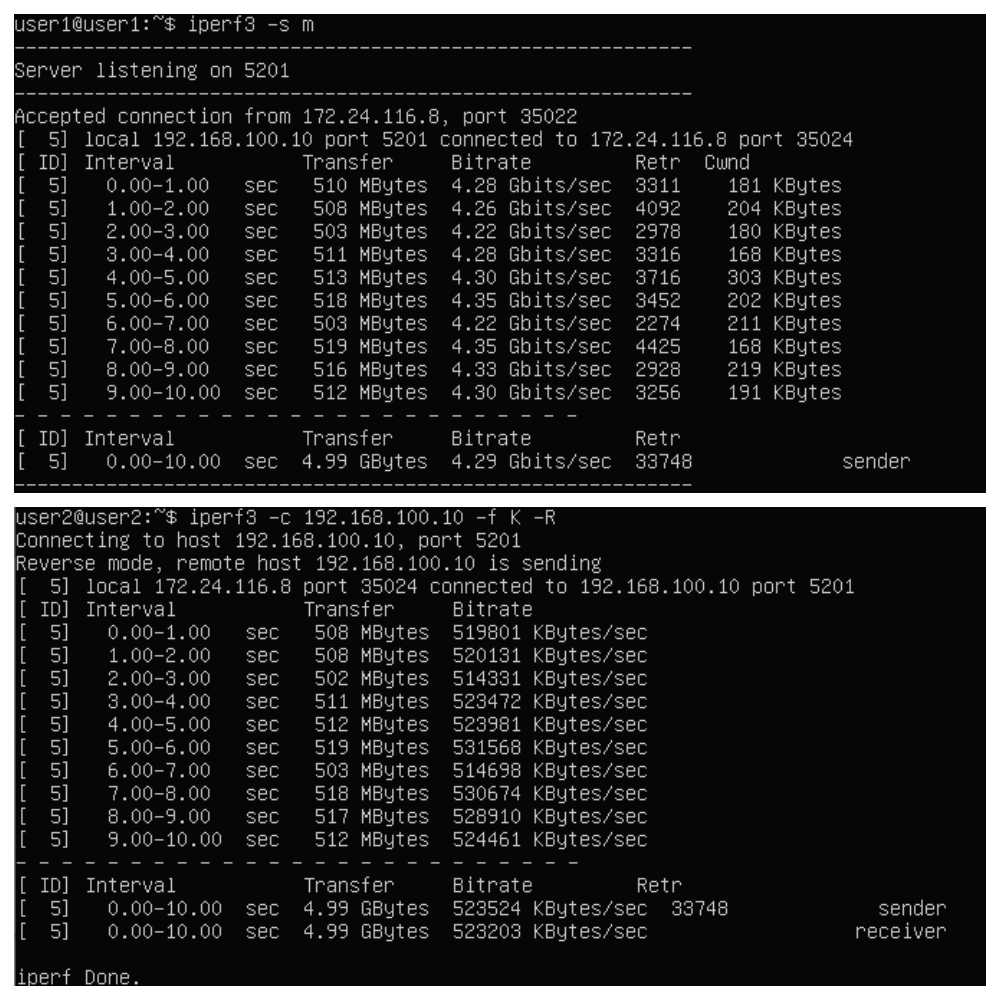 user1@user1:~$ iperf3 -s m
-----------------------------------------------------------
Server listening on 5201
-----------------------------------------------------------
Accepted connection from 172.24.116.8, port 35022
[  5] local 192.168.100.10 port 5201 connected to 172.24.116.8 port 35024
[ ID] Interval           Transfer     Bitrate         Retr  Cwnd
[  5]   0.00-1.00   sec   510 MBytes  4.28 Gbits/sec  3311    181 KBytes
[  5]   1.00-2.00   sec   508 MBytes  4.26 Gbits/sec  4092    204 KBytes
[  5]   2.00-3.00   sec   503 MBytes  4.22 Gbits/sec  2978    180 KBytes
[  5]   3.00-4.00   sec   511 MBytes  4.28 Gbits/sec  3316    168 KBytes
[  5]   4.00-5.00   sec   513 MBytes  4.30 Gbits/sec  3716    303 KBytes
[  5]   5.00-6.00   sec   518 MBytes  4.35 Gbits/sec  3452    202 KBytes
[  5]   6.00-7.00   sec   503 MBytes  4.22 Gbits/sec  2274    211 KBytes
[  5]   7.00-8.00   sec   519 MBytes  4.35 Gbits/sec  4425    168 KBytes
[  5]   8.00-9.00   sec   516 MBytes  4.33 Gbits/sec  2928    219 KBytes
[  5]   9.00-10.00  sec   512 MBytes  4.30 Gbits/sec  3256    191 KBytes
- - - - - - - - - - - - - - - - - - - - - - - - -
[ ID] Interval           Transfer     Bitrate         Retr
[  5]   0.00-10.00  sec  4.99 GBytes  4.29 Gbits/sec  33748             sender
-----------------------------------------------------------
user2@user2:~$ iperf3 -c 192.168.100.10 -f K -R
Connecting to host 192.168.100.10, port 5201
Reverse mode, remote host 192.168.100.10 is sending
[  5] local 172.24.116.8 port 35024 connected to 192.168.100.10 port 5201
[ ID] Interval           Transfer     Bitrate
[  5]   0.00-1.00   sec   508 MBytes  519801 KBytes/sec
[  5]   1.00-2.00   sec   508 MBytes  520131 KBytes/sec
[  5]   2.00-3.00   sec   502 MBytes  514331 KBytes/sec
[  5]   3.00-4.00   sec   511 MBytes  523472 KBytes/sec
[  5]   4.00-5.00   sec   512 MBytes  523981 KBytes/sec
[  5]   5.00-6.00   sec   519 MBytes  531568 KBytes/sec
[  5]   6.00-7.00   sec   503 MBytes  514698 KBytes/sec
[  5]   7.00-8.00   sec   518 MBytes  530674 KBytes/sec
[  5]   8.00-9.00   sec   517 MBytes  528910 KBytes/sec
[  5]   9.00-10.00  sec   512 MBytes  524461 KBytes/sec
- - - - - - - - - - - - - - - - - - - - - - - - -
[ ID] Interval           Transfer     Bitrate         Retr
[  5]   0.00-10.00  sec  4.99 GBytes  523524 KBytes/sec  33748             sender
[  5]   0.00-10.00  sec  4.99 GBytes  523203 KBytes/sec                  receiver
iperf Done.